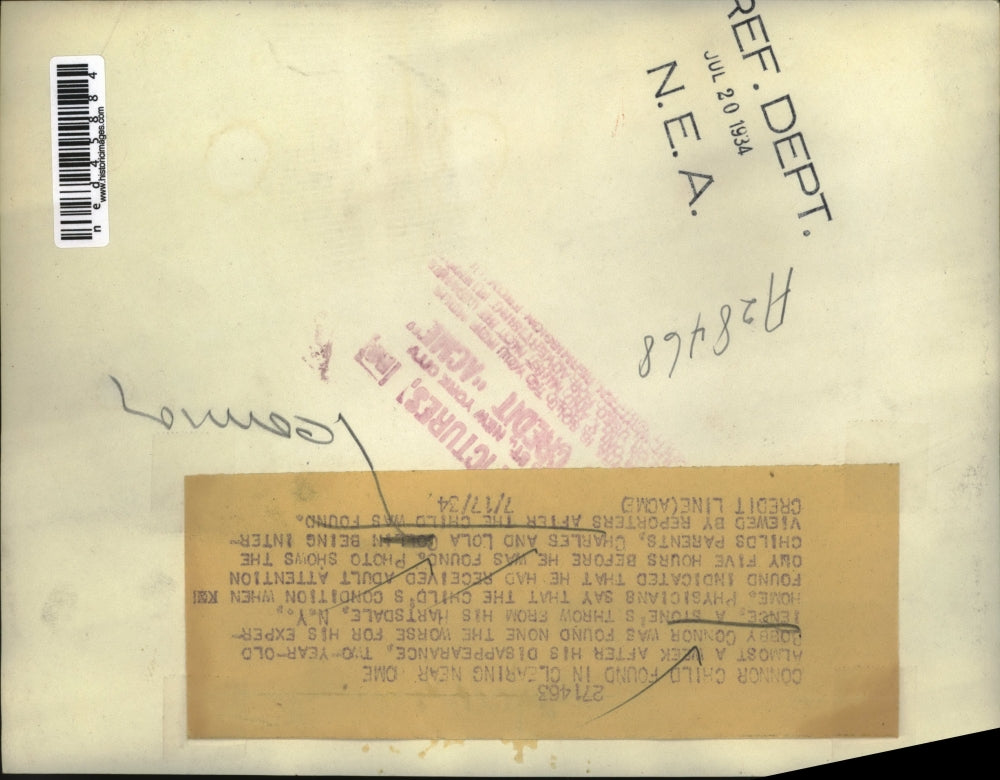 271463
CONNOR CHILD FOUND IN CLEARING NEAR OME
ALMOST A WEEK AFTER HIS DISAPPEARANCE, TWO-YEAR-OLD
BOBBY CONNOR WAS FOUND NONE THE WORSE FOR HIS EXPER-
IENCE, A STONE'S THROW FROM HIS HARTSDALE, N.Y.,
HOME. PHYSICIANS SAY THAT THE CHILD'S CONDITION WHEN
FOUND INDICATED THAT HE HAD RECEIVED ADULT ATTENTION
ONLY FIVE HOURS BEFORE HE WAS FOUND. PHOTO SHOWS THE
CHILDS PARENTS, CHARLES AND LOLA IN BEING INTER-
VIEWED BY REPORTERS AFTER THE CHILD WAS FOUND.
CREDIT LINE(ACME) 7/17/34
Connor
PICTURES, Inc.
NEW YORK CITY
CREDIT "ACME"
A28468
REF. DEPT.
JUL 20 1934
N.E.A.
ned45884
www.historicimages.com